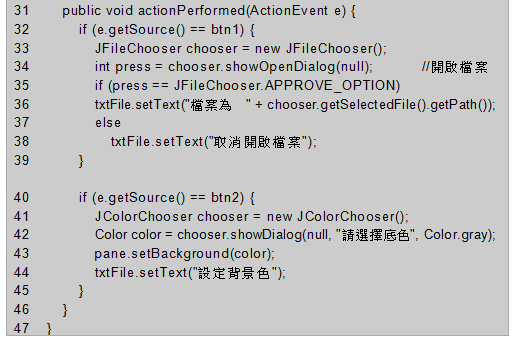 31 public void actionPerformed(ActionEvent e) {
32 if (e.getSource() == btn1) {
33 JFileChooser chooser = new JFileChooser();
34 int press = chooser.showOpenDialog(null); //開啟檔案
35 if (press == JFileChooser.APPROVE_OPTION)
36 txtFile.setText("檔案為 " + chooser.getSelectedFile().getPath());
37 else
38 txtFile.setText("取消開啟檔案");
39 }
40 if (e.getSource() == btn2) {
41 JColorChooser chooser = new JColorChooser();
42 Color color = chooser.showDialog(null, "請選擇底色", Color.gray);
43 pane.setBackground(color);
44 txtFile.setText("設定背景色");
45 }
46 }
47 }